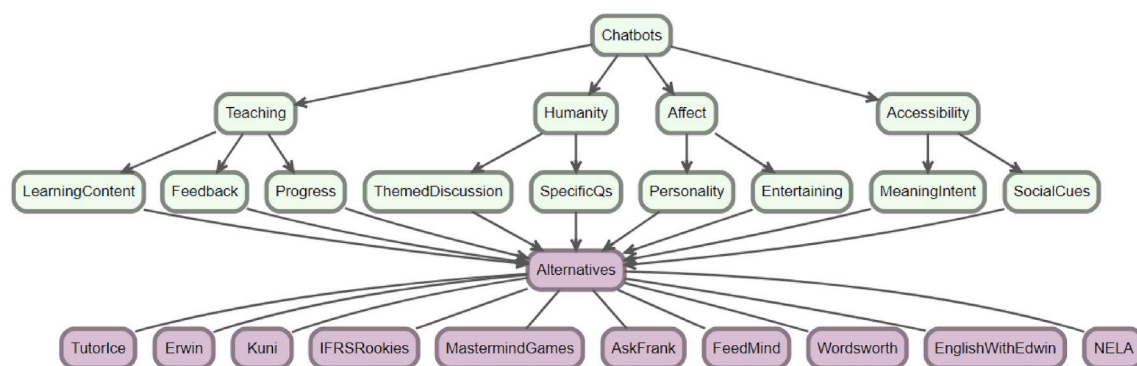 Chatbots
Teaching Humanity Affect Accessibility
LearningContent Feedback Progress ThemedDiscussion SpecificQs Personality Entertaining MeaningIntent SocialCues
Alternatives
TutorIce Erwin Kuni IFRSRookies MastermindGames AskFrank FeedMind Wordsworth EnglishWithEdwin NELA